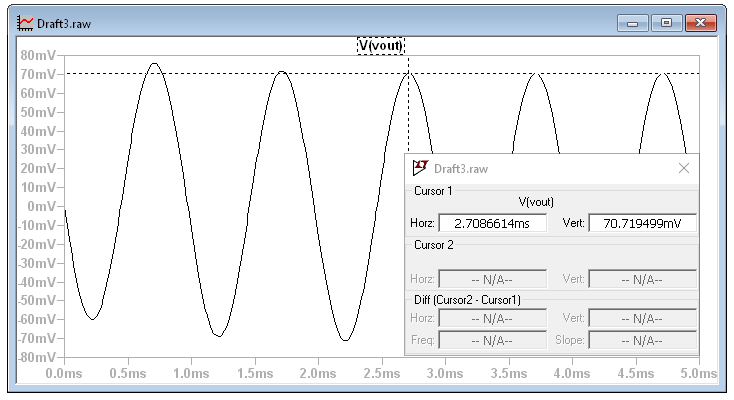 Draft3.raw
V(vout)
80mV
70mV
60mV
50mV
40mV
30mV
20mV
10mV
0mV
-10mV
-20mV
-30mV
-40mV
-50mV
-60mV
-70mV
-80mV
0.0ms 0.5ms 1.0ms 1.5ms 2.0ms 2.5ms 3.0ms 3.5ms 4.0ms 4.5ms 5.0ms
Draft3.raw
Cursor 1
V(vout)
Horz: 2.7086614ms Vert: 70.719499mV
Cursor 2
Horz: -- N/A-- Vert: -- N/A--
Diff (Cursor2 - Cursor1)
Horz: -- N/A-- Vert: -- N/A--
Freq: -- N/A-- Slope: -- N/A--